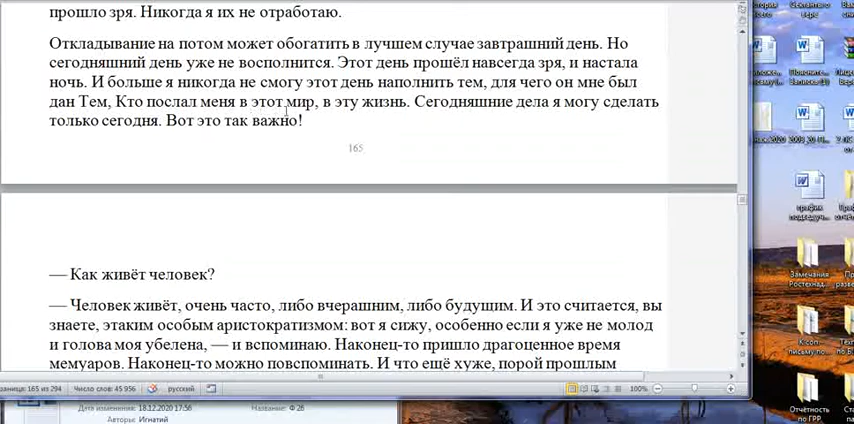 прошло зря. Никогда я их не отработаю.
Откладывание на потом может обогатить в лучшем случае завтрашний день. Но
сегодняшний день уже не восполнится. Этот день прошёл навсегда зря, и настала
ночь. И больше я никогда не смогу этот день наполнить тем, для чего он мне был
дан Тем, Кто послал меня в этот мир, в эту жизнь. Сегодняшние дела я могу сделать
только сегодня. Вот это так важно!
165
— Как живёт человек?
— Человек живёт, очень часто, либо вчерашним, либо будущим. И это считается, вы
знаете, этаким особым аристократизмом: вот я сижу, особенно если я уже не молод
и голова моя убелена, — и вспоминаю. Наконец-то пришло драгоценное время
мемуаров. Наконец-то можно повспоминать. И что ещё хуже, порой прошлым
раница: 165 из 294
Число слов: 45 956
русский
100%
Дата изменения: 18.12.2020 17:56
Название: Ф 26
Авторы: Игнатий
график
подведуч...
Замечания
Ростехнад...
К соп
письму по...
Отчётность
по ГРР